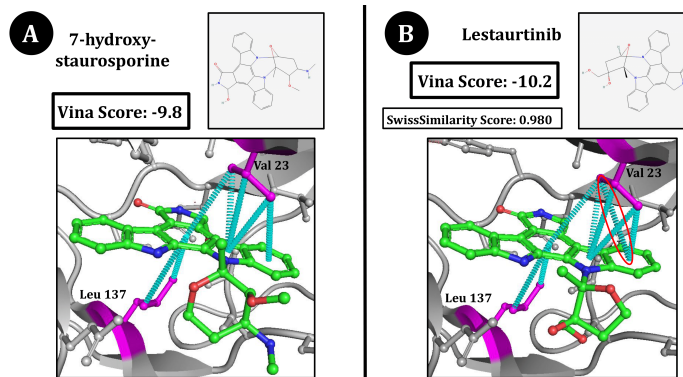 A
7-hydroxy-
staurosporine
Vina Score: -9.8
Val 23
Leu 137
B
Lestaurtinib
Vina Score: -10.2
SwissSimilarity Score: 0.980
Val 23
Leu 137